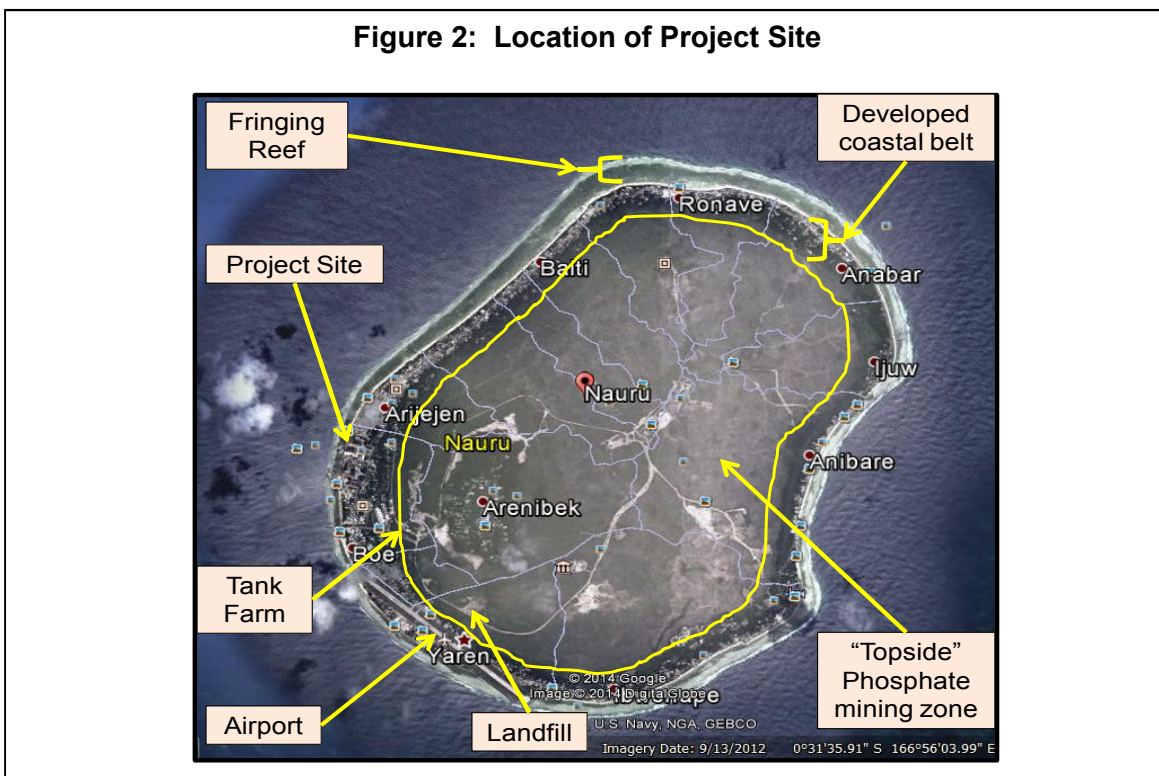 Figure 2: Location of Project Site
Fringing
Reef
Developed
coastal belt
Ronave
Project Site
Baiti
Anabar
Ijuw
Nauru
Arijejen
Nauru
Anibare
Arenibek
Boe
Tank
Farm
Yaren
"Topside"
Phosphate
mining zone
© 2014 Google
Image © 2014 DigitalGlobe
Airport
Landfill
U.S. Navy, NGA, GEBCO
Imagery Date: 9/13/2012 0°31'35.91" S 166°56'03.99" E